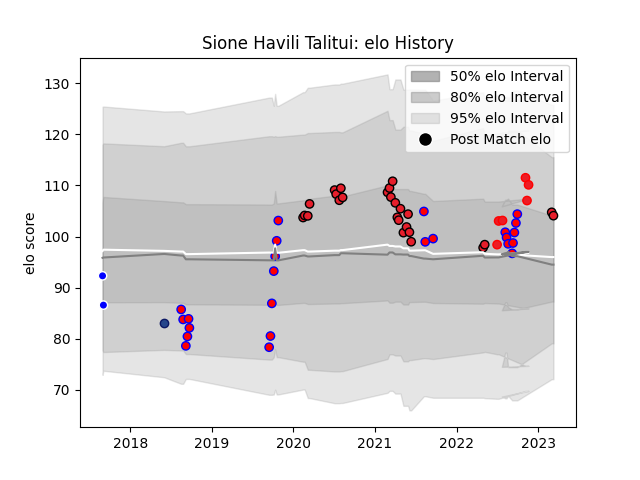 Sione Havili Talitui: elo History
130
120
110
100
90
80
70
elo score
50% elo Interval
80% elo Interval
95% elo Interval
Post Match elo
2018
2019
2020
2021
2022
2023